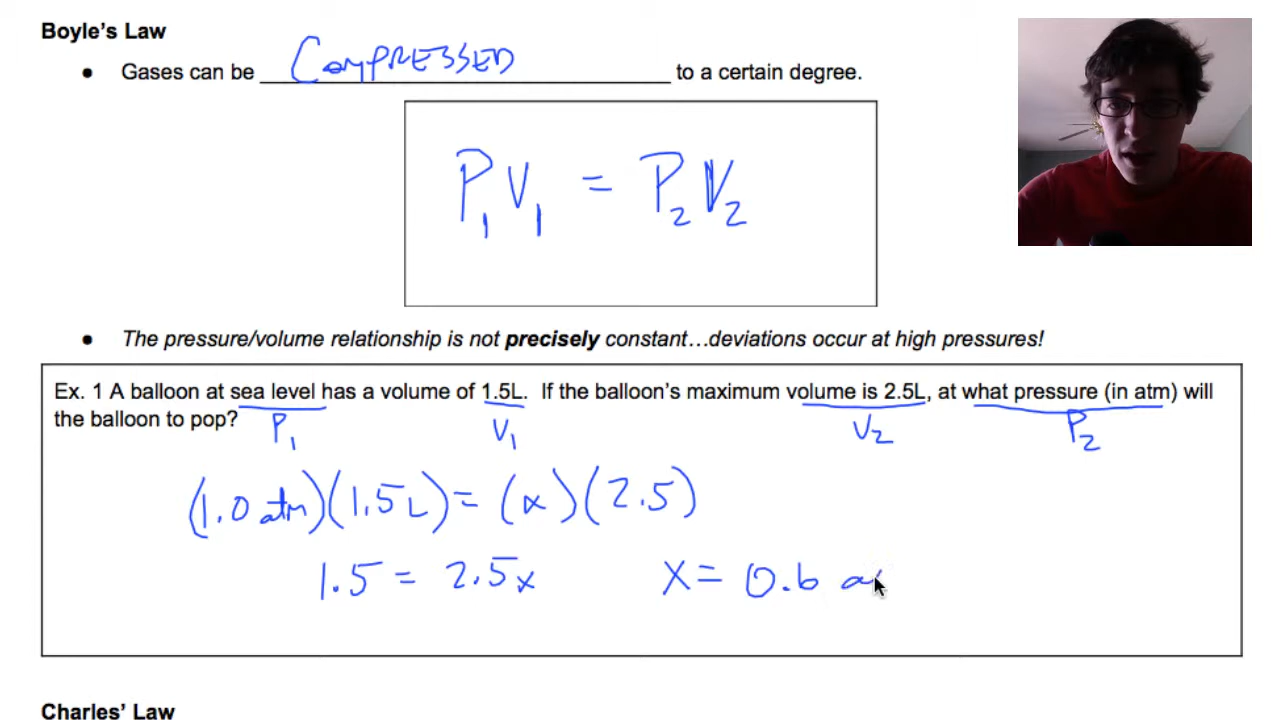 Boyle's Law
• Gases can be COMPRESSED to a certain degree.
P1V1 = P2V2
• The pressure/volume relationship is not precisely constant…deviations occur at high pressures!
Ex. 1 A balloon at sea level has a volume of 1.5L. If the balloon's maximum volume is 2.5L, at what pressure (in atm) will
the balloon to pop?
P1 V1 V2 P2
(1.0 atm)(1.5 L) = (x)(2.5)
1.5 = 2.5x x = 0.6 a
Charles' Law